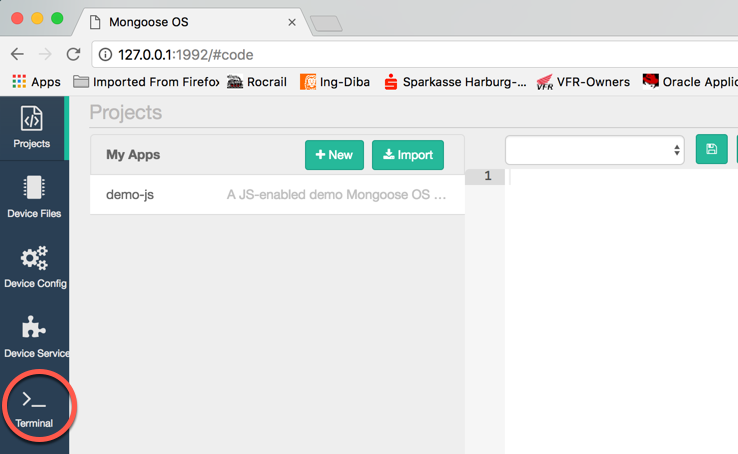 Mongoose OS
127.0.0.1:1992/#code
Apps Imported From Firefox Rocrail Ing-Diba Sparkasse Harburg-... VFR VFR-Owners Oracle Applic
Projects
Projects
My Apps
New
Import
demo-js
A JS-enabled demo Mongoose OS ...
1
Device Files
Device Config
Device Service
Terminal